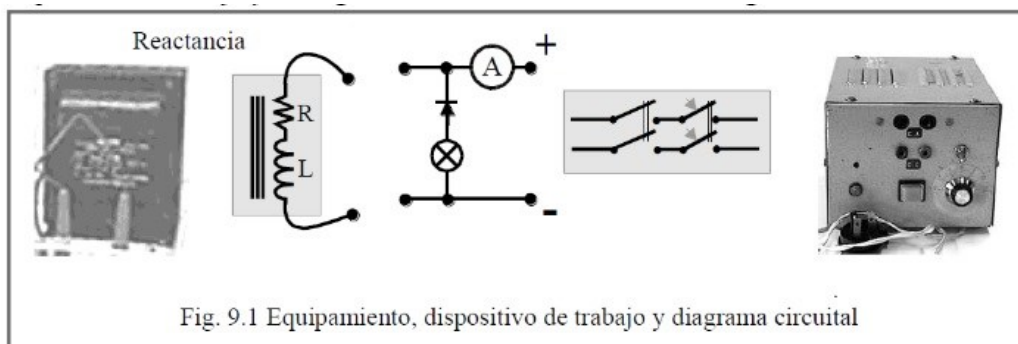 Reactancia
R
L
A
+
-
Fig. 9.1 Equipamiento, dispositivo de trabajo y diagrama circuital